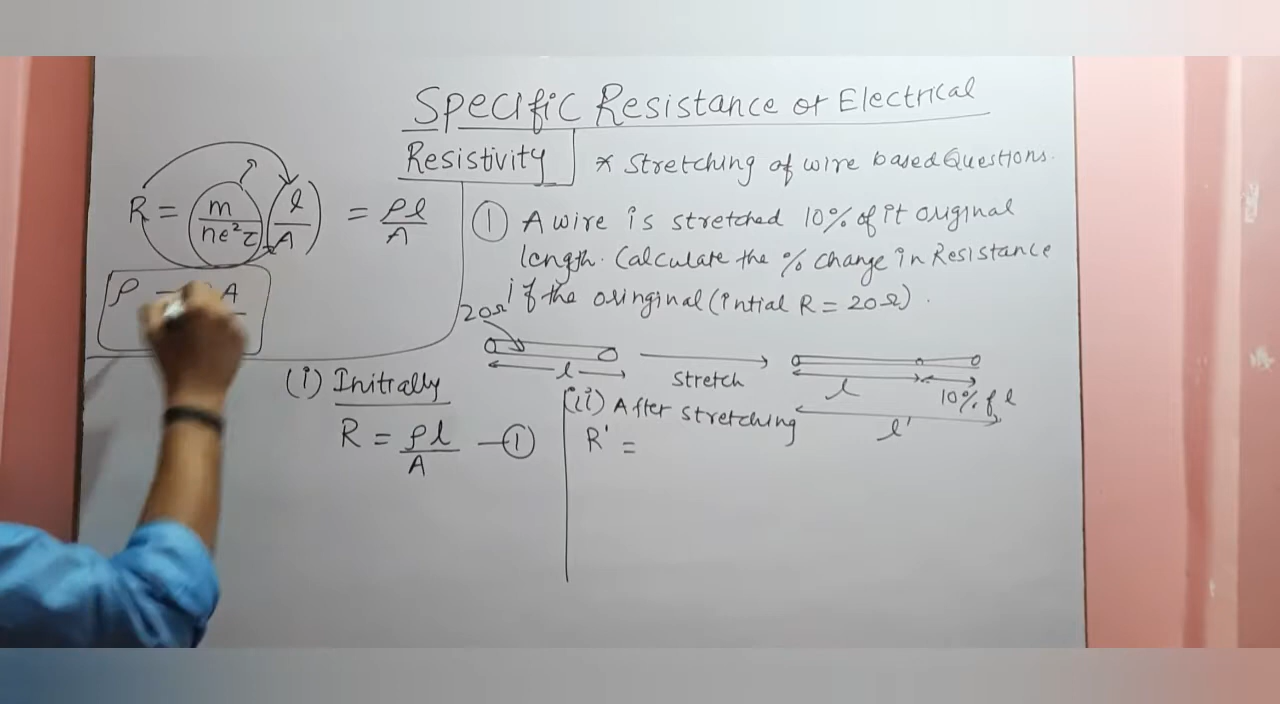 Specific Resistance or Electrical
Resistivity
* Stretching of wire based Questions.
R = (m/ne²τ) (l/A) = ρl/A
ρ A
① A wire is stretched 10% of it original
length. Calculate the % change in Resistance
if the oringinal (intial R = 20Ω).
20Ω
l
Stretch
l
10% of l
l'
(i) Initially
R = ρl/A —①
(ii) After stretching
R' =